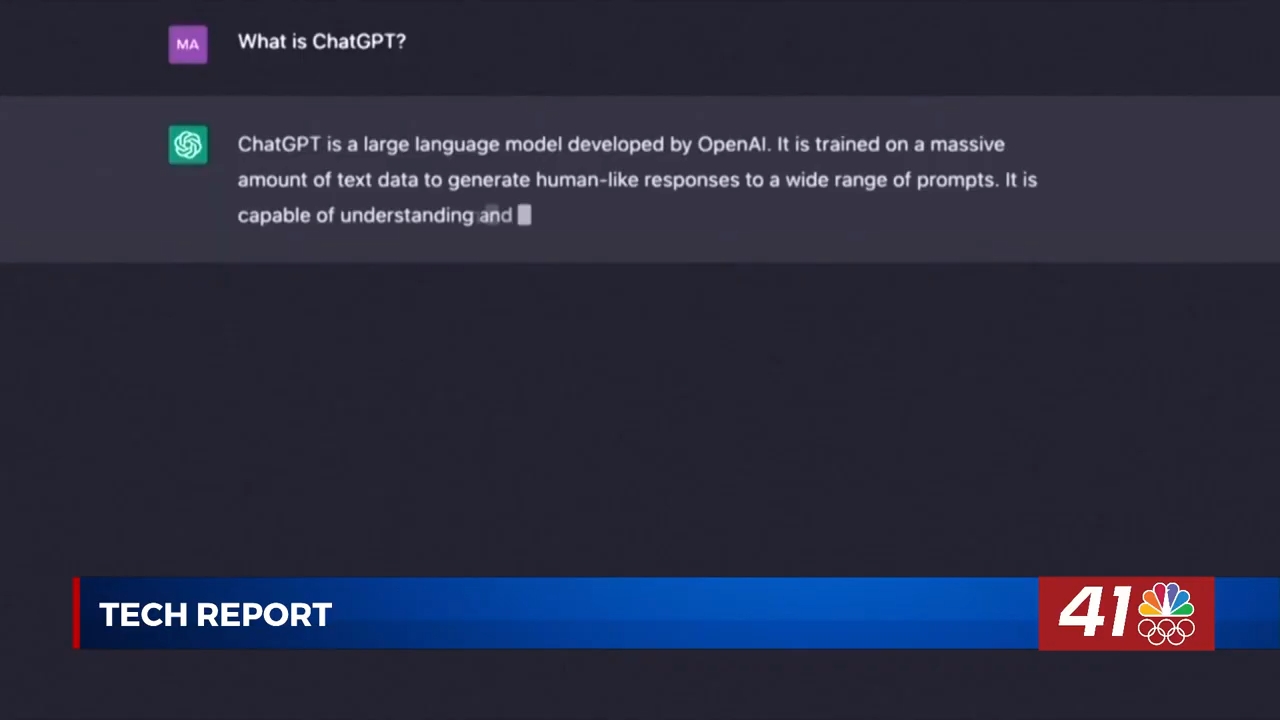 MA
What is ChatGPT?
ChatGPT is a large language model developed by OpenAI. It is trained on a massive
amount of text data to generate human-like responses to a wide range of prompts. It is
capable of understanding and
TECH REPORT
41